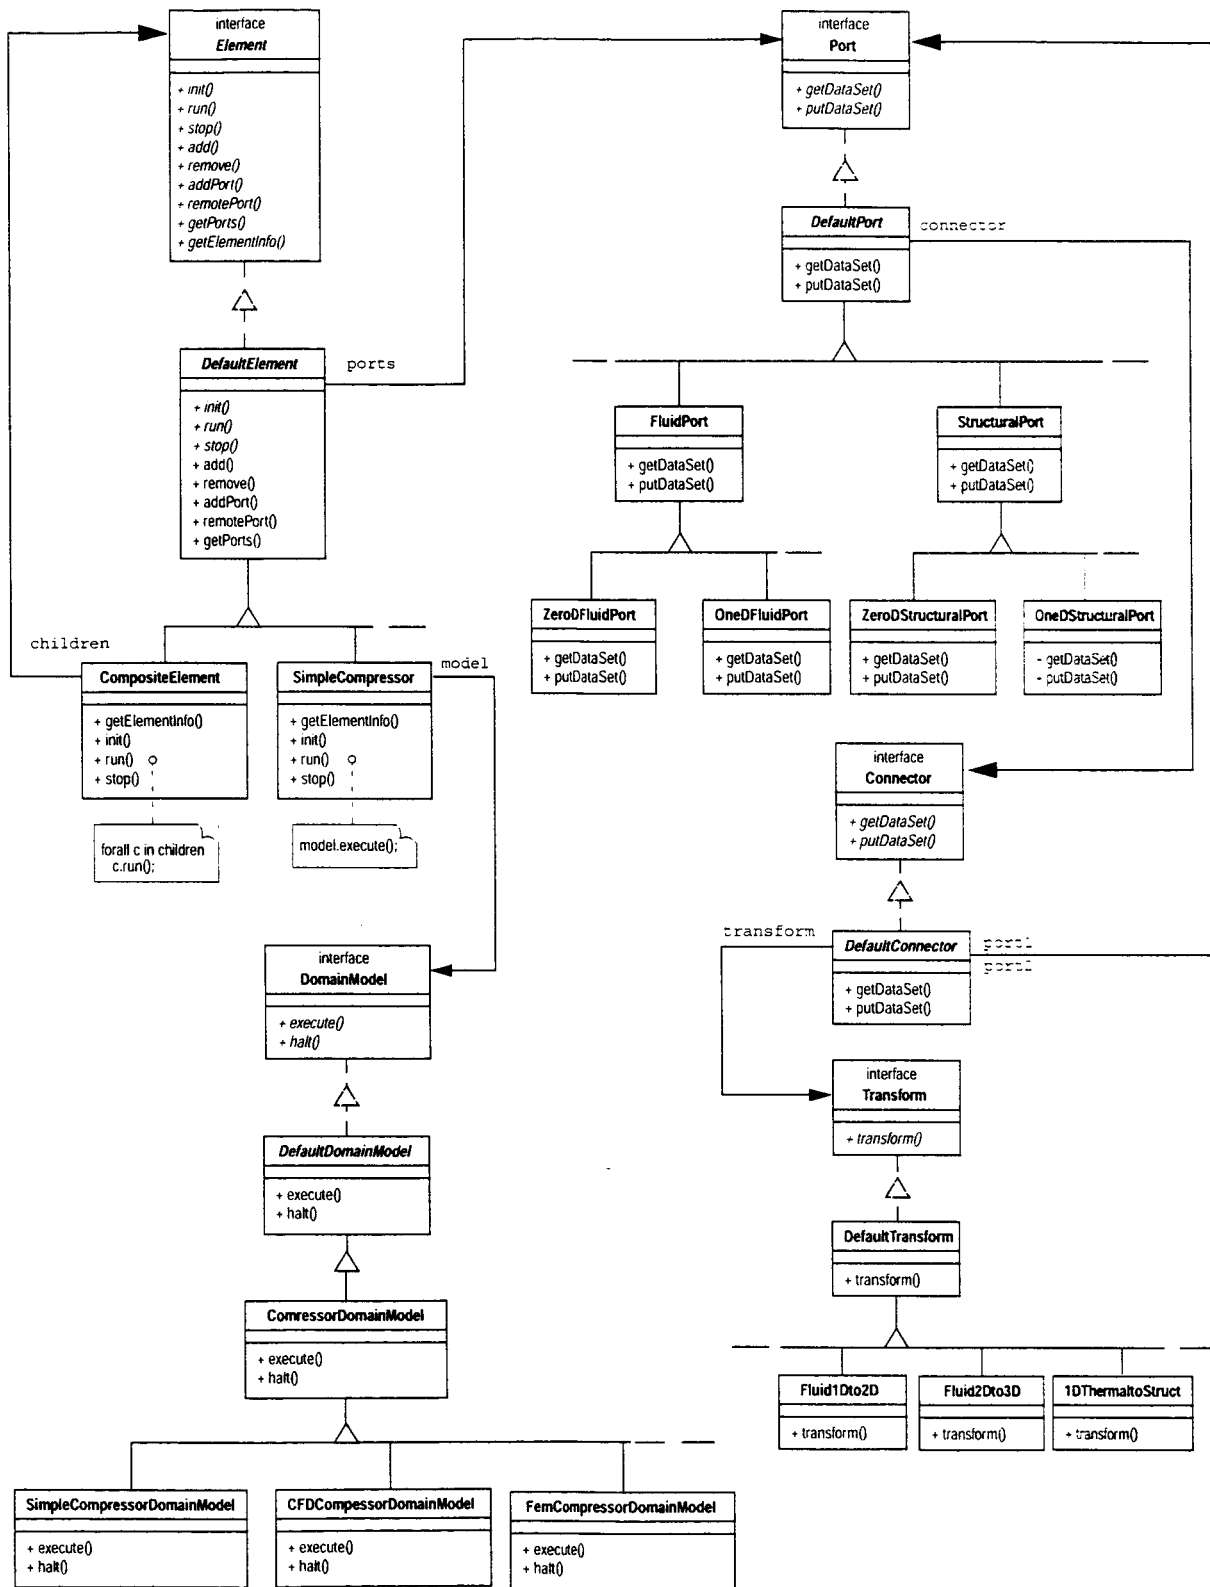 interface
Element
+ init()
+ run()
+ stop()
+ add()
+ remove()
+ addPort()
+ remotePort()
+ getPorts()
+ getElementInfo()
interface
Port
+ getDataSet()
+ putDataSet()
DefaultPort
connector
+ getDataSet()
+ putDataSet()
DefaultElement
ports
+ init()
+ run()
+ stop()
+ add()
+ remove()
+ addPort()
+ remotePort()
+ getPorts()
FluidPort
+ getDataSet()
+ putDataSet()
StructuralPort
+ getDataSet()
+ putDataSet()
ZeroDFluidPort
+ getDataSet()
+ putDataSet()
OneDFluidPort
+ getDataSet()
+ putDataSet()
ZeroDStructuralPort
+ getDataSet()
+ putDataSet()
OneDStructuralPort
- getDataSet()
- putDataSet()
children
CompositeElement
+ getElementInfo()
+ init()
+ run()
+ stop()
forall c in children
c.run();
SimpleCompressor
model
+ getElementInfo()
+ init()
+ run()
+ stop()
model.execute();
interface
Connector
+ getDataSet()
+ putDataSet()
transform
DefaultConnector
port1
port1
+ getDataSet()
+ putDataSet()
interface
DomainModel
+ execute()
+ halt()
interface
Transform
+ transform()
DefaultDomainModel
+ execute()
+ halt()
DefaultTransform
+ transform()
ComressorDomainModel
+ execute()
+ halt()
Fluid1Dto2D
+ transform()
Fluid2Dto3D
+ transform()
1DThermaltoStruct
+ transform()
SimpleCompressorDomainModel
+ execute()
+ halt()
CFDCompessorDomainModel
+ execute()
+ halt()
FemCompressorDomainModel
+ execute()
+ halt()